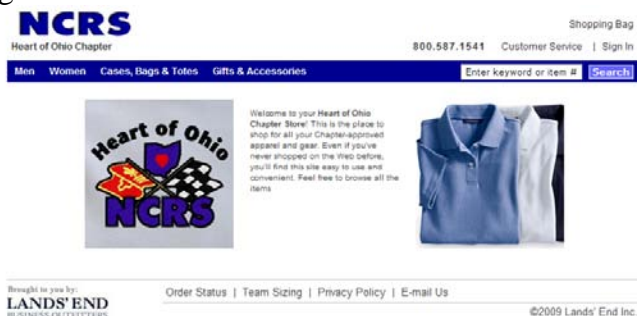 NCRS
Shopping Bag
Heart of Ohio Chapter
800.587.1541 Customer Service | Sign In
Men Women Cases, Bags & Totes Gifts & Accessories Enter keyword or item # Search
Heart of Ohio
NCRS
Welcome to your Heart of Ohio
Chapter Store! This is the place to
shop for all your Chapter-approved
apparel and gear. Even if you've
never shopped on the Web before,
you'll find this site easy to use and
convenient. Feel free to browse all the
items
Brought to you by:
LANDS' END
BUSINESS OUTFITTERS
Order Status | Team Sizing | Privacy Policy | E-mail Us
©2009 Lands' End Inc.